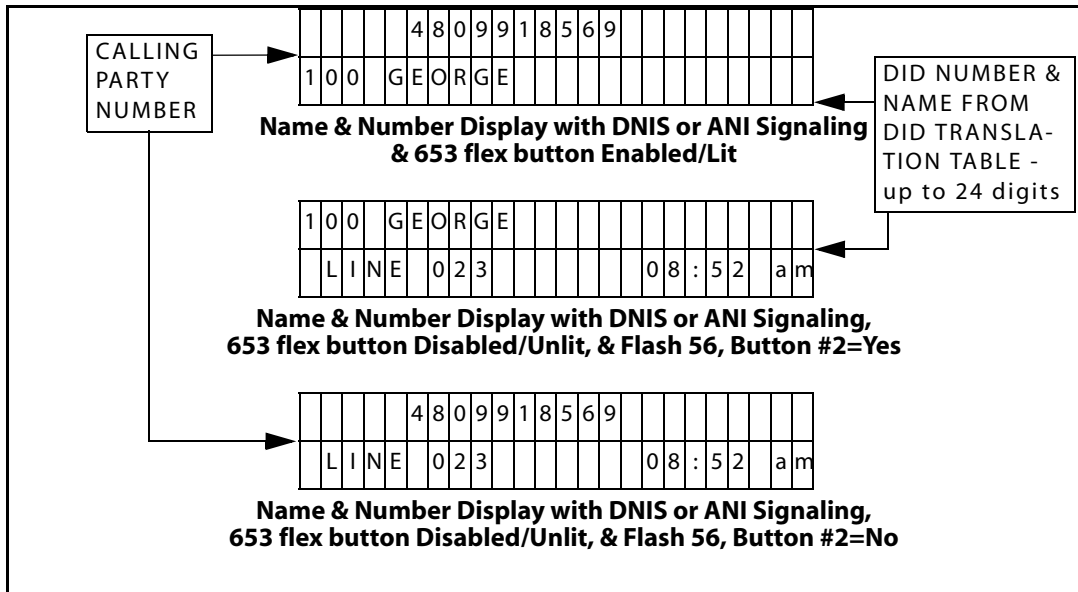 4809918569
CALLING
PARTY
NUMBER
100 GEORGE
DID NUMBER &
NAME FROM
DID TRANSLA-
TION TABLE -
up to 24 digits
Name & Number Display with DNIS or ANI Signaling
& 653 flex button Enabled/Lit
100 GEORGE
LINE 023 08:52 am
Name & Number Display with DNIS or ANI Signaling,
653 flex button Disabled/Unlit, & Flash 56, Button #2=Yes
4809918569
LINE 023 08:52 am
Name & Number Display with DNIS or ANI Signaling,
653 flex button Disabled/Unlit, & Flash 56, Button #2=No